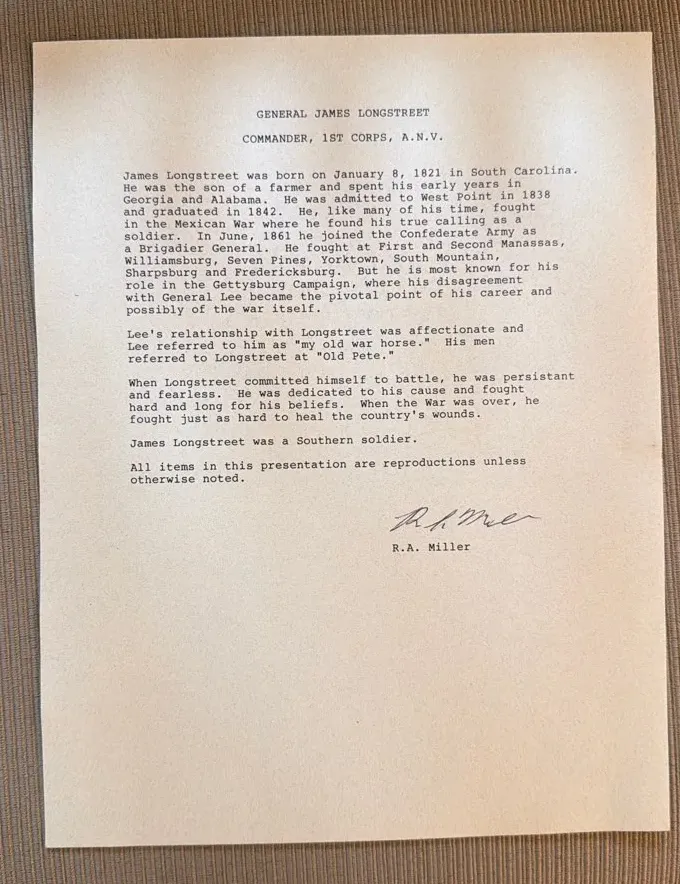 GENERAL JAMES LONGSTREET
COMMANDER, 1ST CORPS, A.N.V.
James Longstreet was born on January 8, 1821 in South Carolina.
He was the son of a farmer and spent his early years in
Georgia and Alabama. He was admitted to West Point in 1838
and graduated in 1842. He, like many of his time, fought
in the Mexican War where he found his true calling as a
soldier. In June, 1861 he joined the Confederate Army as
a Brigadier General. He fought at First and Second Manassas,
Williamsburg, Seven Pines, Yorktown, South Mountain,
Sharpsburg and Fredericksburg. But he is most known for his
role in the Gettysburg Campaign, where his disagreement
with General Lee became the pivotal point of his career and
possibly of the war itself.
Lee's relationship with Longstreet was affectionate and
Lee referred to him as "my old war horse." His men
referred to Longstreet at "Old Pete."
When Longstreet committed himself to battle, he was persistant
and fearless. He was dedicated to his cause and fought
hard and long for his beliefs. When the War was over, he
fought just as hard to heal the country's wounds.
James Longstreet was a Southern soldier.
All items in this presentation are reproductions unless
otherwise noted.
R.A. Miller